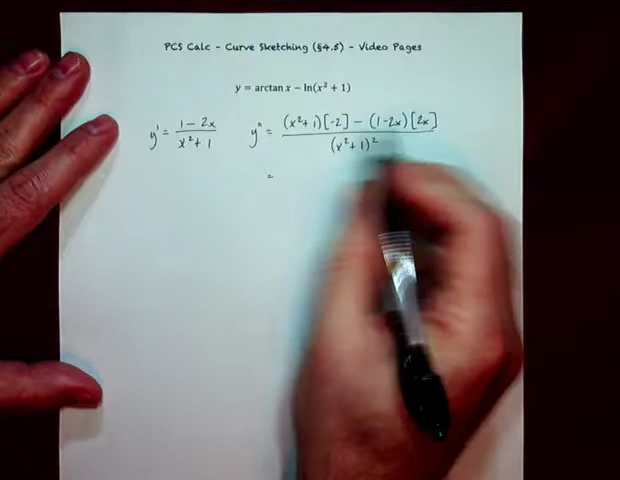 PCS Calc - Curve Sketching (§4.5) - Video Pages
y = arctan x − ln(x² + 1)
y' = (1 - 2x)/(x² + 1) y" = ((x²+1)[-2] - (1-2x)[2x])/(x²+1)²
=